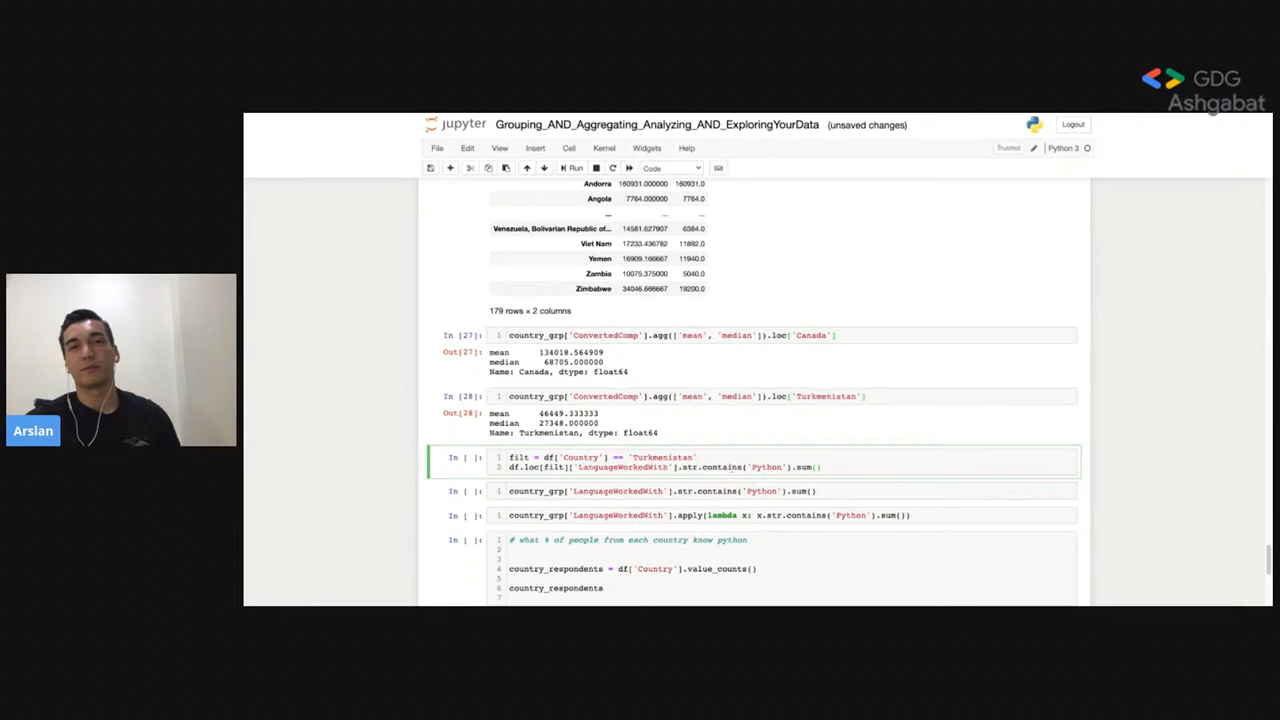 GDG
Ashgabat
jupyter Grouping_AND_Aggregating_Analyzing_AND_ExploringYourData (unsaved changes)
Logout
File Edit View Insert Cell Kernel Widgets Help
Trusted Python 3
Run Code
Andorra 160931.000000 160931.0
Angola 7764.000000 7764.0
... ... ...
Venezuela, Bolivarian Republic of... 14581.627907 6384.0
Viet Nam 17233.436782 11892.0
Yemen 16909.166667 11940.0
Zambia 10075.375000 5040.0
Zimbabwe 34046.666667 19200.0
179 rows × 2 columns
In [27]: 1 country_grp['ConvertedComp'].agg(['mean', 'median']).loc['Canada']
Out[27]: mean 134018.564909
median 68705.000000
Name: Canada, dtype: float64
In [28]: 1 country_grp['ConvertedComp'].agg(['mean', 'median']).loc['Turkmenistan']
Out[28]: mean 46449.333333
median 27348.000000
Name: Turkmenistan, dtype: float64
In [ ]: 1 filt = df['Country'] == 'Turkmenistan'
2 df.loc[filt]['LanguageWorkedWith'].str.contains('Python').sum()
In [ ]: 1 country_grp['LanguageWorkedWith'].str.contains('Python').sum()
In [ ]: 1 country_grp['LanguageWorkedWith'].apply(lambda x: x.str.contains('Python').sum())
In [ ]: 1 # what % of people from each country know python
2
3
4 country_respondents = df['Country'].value_counts()
5
6 country_respondents
7
Arslan